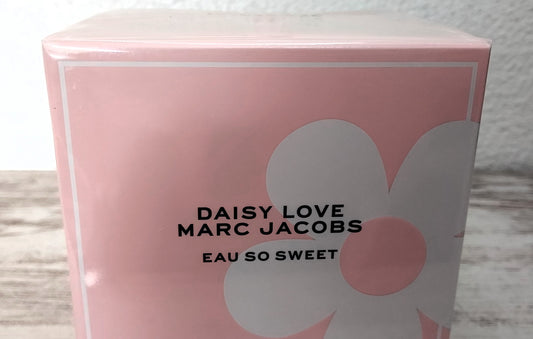 DAISY LOVE
MARC JACOBS
EAU SO SWEET